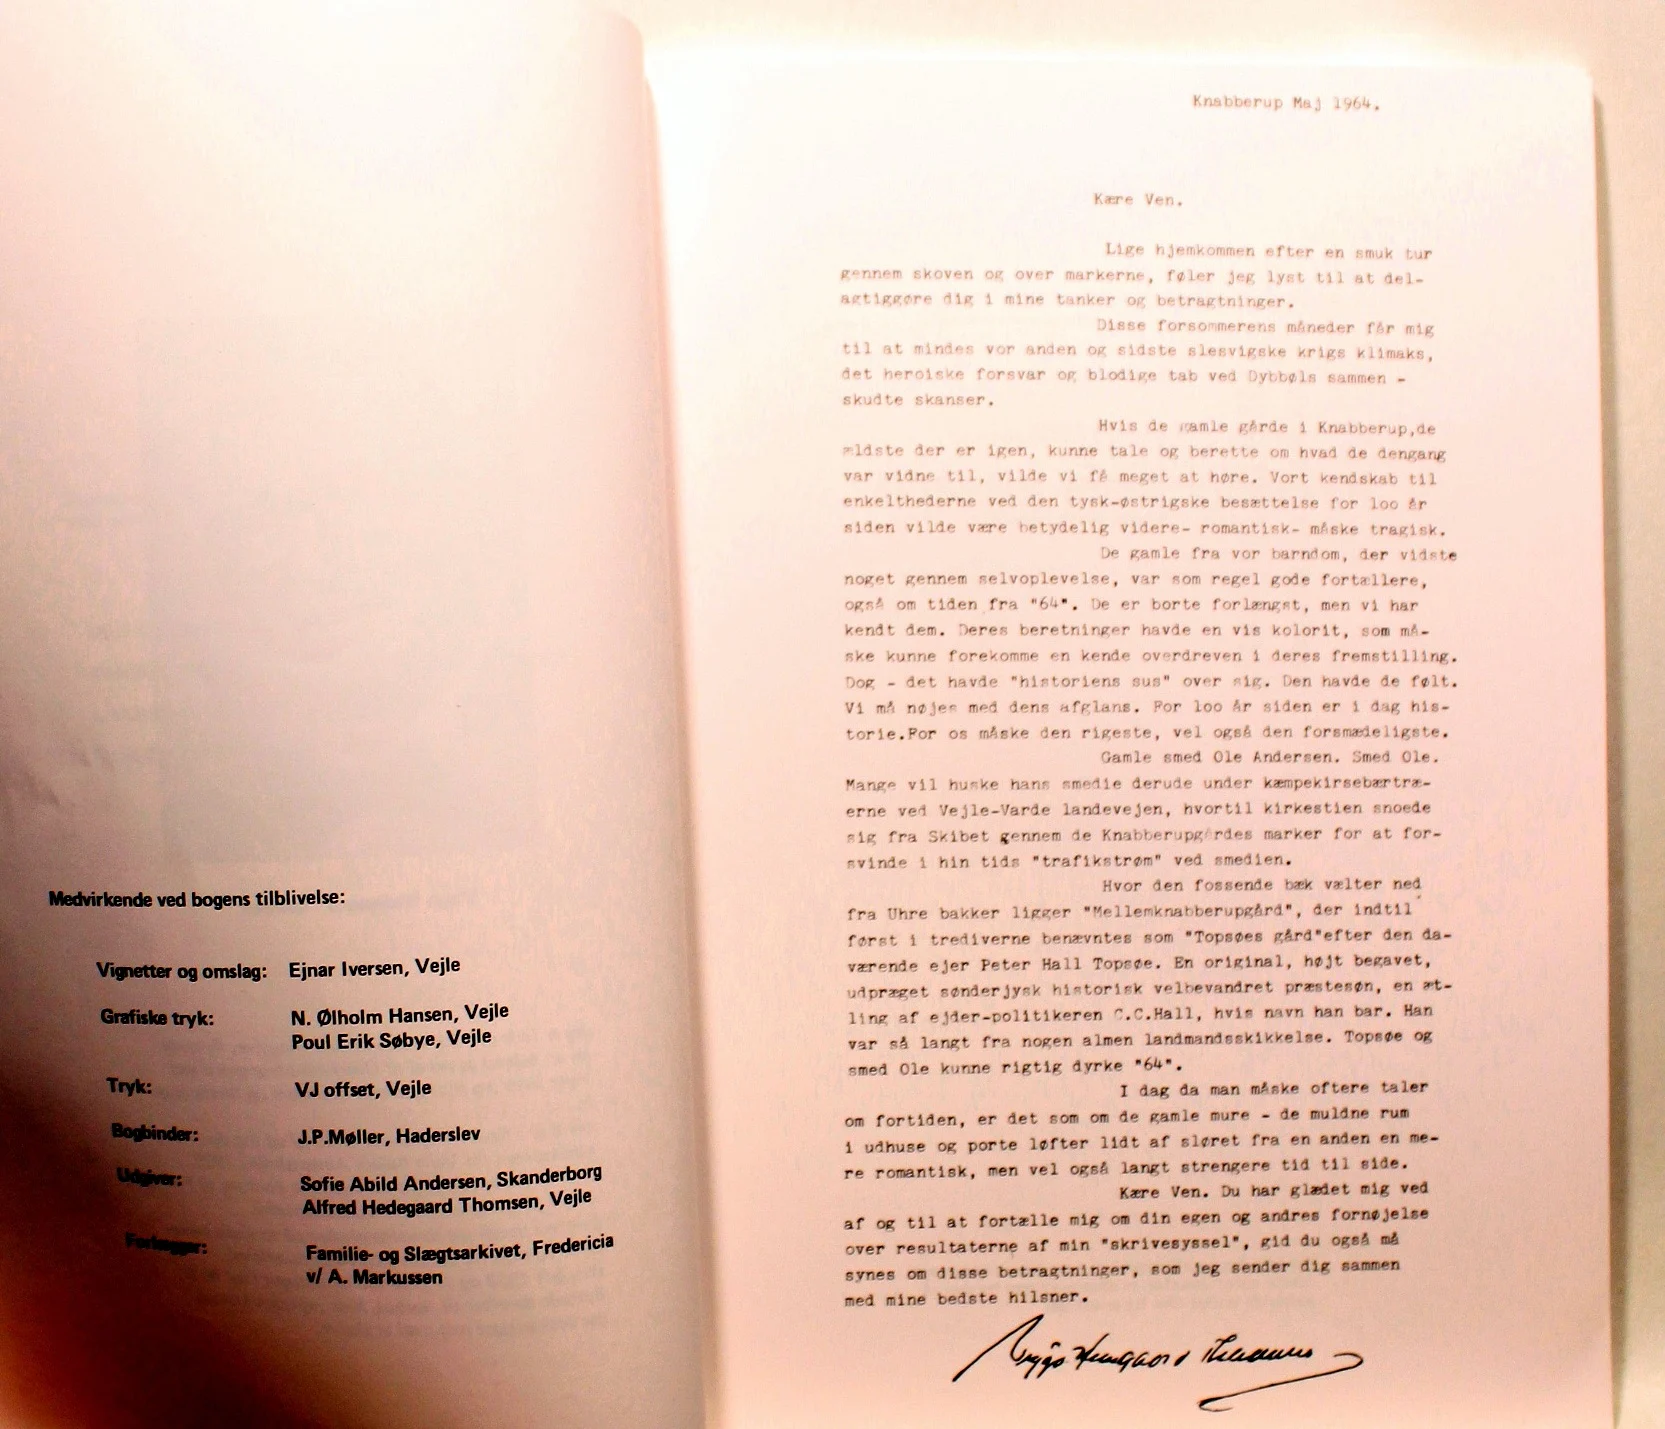 Medvirkende ved bogens tilblivelse:
Vignetter og omslag: Ejnar Iversen, Vejle
Grafiske tryk: N. Ølholm Hansen, Vejle
Poul Erik Søbye, Vejle
Tryk: VJ offset, Vejle
Bogbinder: J.P.Møller, Haderslev
Udgiver: Sofie Abild Andersen, Skanderborg
Alfred Hedegaard Thomsen, Vejle
Forlægger: Familie- og Slægtsarkivet, Fredericia
v/ A. Markussen
Knabberup Maj 1964.
Kære Ven.
Lige hjemkommen efter en smuk tur
gennem skoven og over markerne, føler jeg lyst til at del-
agtiggøre dig i mine tanker og betragtninger.
Disse forsommerens måneder får mig
til at mindes vor anden og sidste slesvigske krigs klimaks,
det heroiske forsvar og blodige tab ved Dybbøls sammen -
skudte skanser.
Hvis de gamle gårde i Knabberup,de
ældste der er igen, kunne tale og berette om hvad de dengang
var vidne til, vilde vi få meget at høre. Vort kendskab til
enkelthederne ved den tysk-østrigske besættelse for loo år
siden vilde være betydelig videre- romantisk- måske tragisk.
De gamle fra vor barndom, der vidste
noget gennem selvoplevelse, var som regel gode fortællere,
også om tiden fra "64". De er borte forlængst, men vi har
kendt dem. Deres beretninger havde en vis kolorit, som må-
ske kunne forekomme en kende overdreven i deres fremstilling.
Dog - det havde "historiens sus" over sig. Den havde de følt.
Vi må nøjes med dens afglans. For loo år siden er i dag his-
torie.For os måske den rigeste, vel også den forsmædeligste.
Gamle smed Ole Andersen. Smed Ole.
Mange vil huske hans smedie derude under kæmpekirsebærtræ-
erne ved Vejle-Varde landevejen, hvortil kirkestien snoede
sig fra Skibet gennem de Knabberupgårdes marker for at for-
svinde i hin tids "trafikstrøm" ved smedien.
Hvor den fossende bæk vælter ned
fra Uhre bakker ligger "Mellemknabberupgård", der indtil
først i trediverne benævntes som "Topsøes gård"efter den da-
værende ejer Peter Hall Topsøe. En original, højt begavet,
udpræget sønderjysk historisk velbevandret præstesøn, en æt-
ling af ejder-politikeren C.C.Hall, hvis navn han bar. Han
var så langt fra nogen almen landmandsskikkelse. Topsøe og
smed Ole kunne rigtig dyrke "64".
I dag da man måske oftere taler
om fortiden, er det som om de gamle mure - de muldne rum
i udhuse og porte løfter lidt af sløret fra en anden en me-
re romantisk, men vel også langt strengere tid til side.
Kære Ven. Du har glædet mig ved
af og til at fortælle mig om din egen og andres fornøjelse
over resultaterne af min "skrivesyssel", gid du også må
synes om disse betragtninger, som jeg sender dig sammen
med mine bedste hilsner.